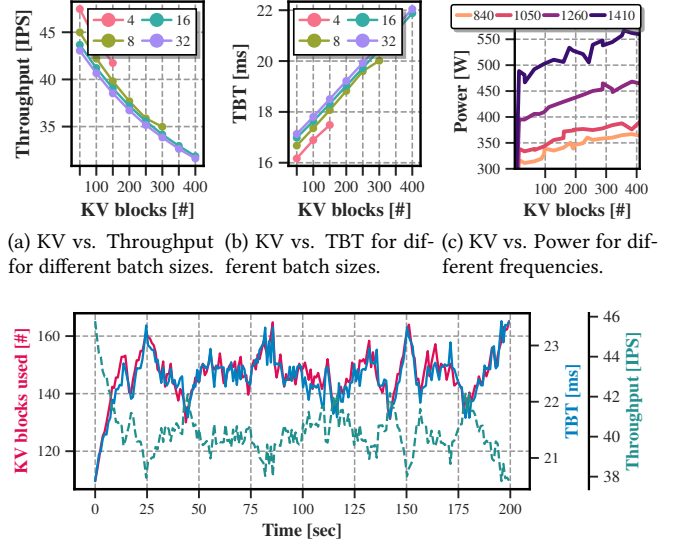 4 16
8 32
45
35
Throughput [IPS]
100 200 300 400
KV blocks [#]
4 16
8 32
22
20
18
16
TBT [ms]
100 200 300 400
KV blocks [#]
840 1050 1260 1410
550
500
450
400
350
300
Power [W]
100 200 300 400
KV blocks [#]
(a) KV vs. Throughput
for different batch sizes.
(b) KV vs. TBT for dif-
ferent batch sizes.
(c) KV vs. Power for dif-
ferent frequencies.
KV blocks used [#]
160
140
120
23
22
21
TBT [ms]
46
44
42
40
38
Throughput [IPS]
0 25 50 75 100 125 150 175 200
Time [sec]